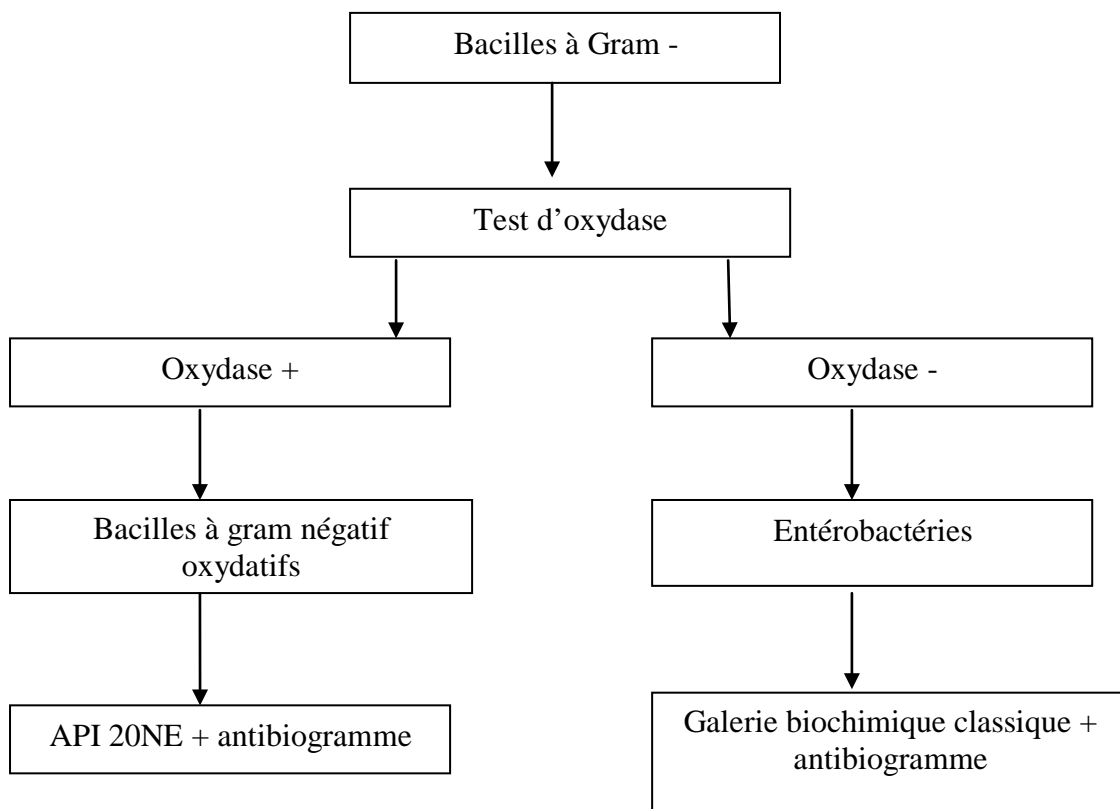 Bacilles à Gram -
Test d’oxydase
Oxydase +
Oxydase -
Bacilles à gram négatif
oxydatifs
Entérobactéries
API 20NE + antibiogramme
Galerie biochimique classique +
antibiogramme